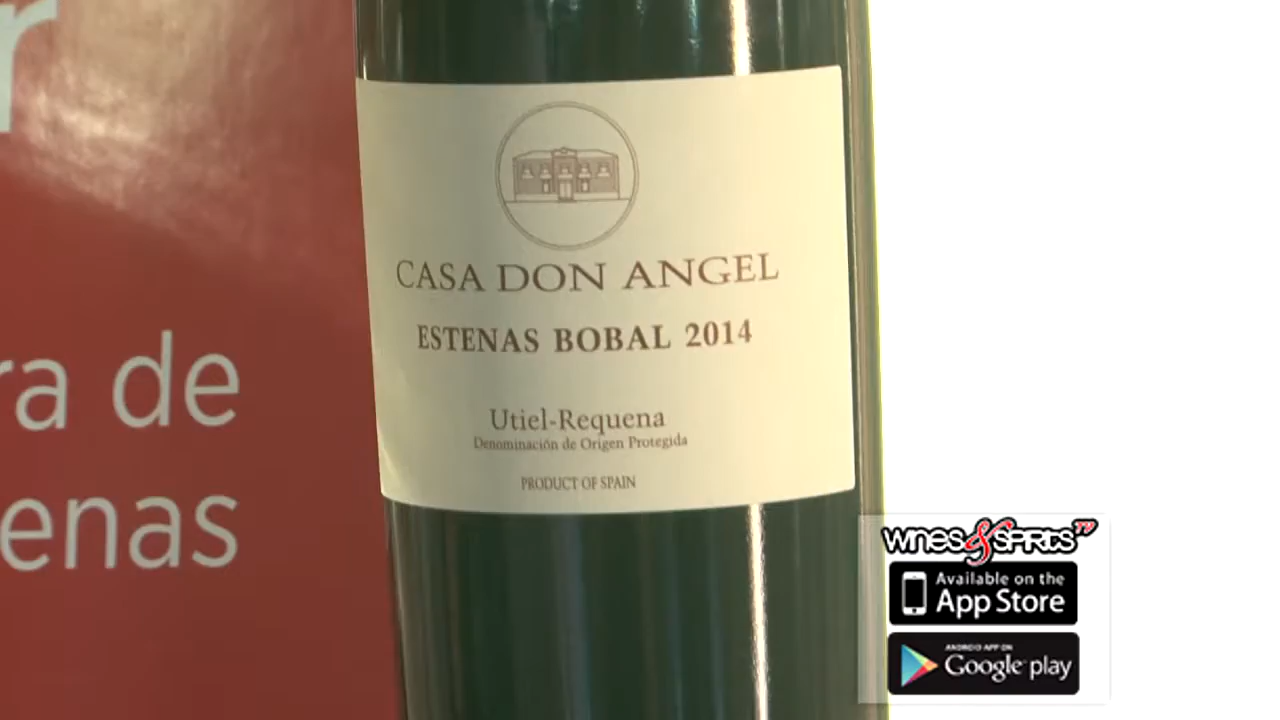 r
ra de
enas
CASA DON ANGEL
ESTENAS BOBAL 2014
Utiel-Requena
Denominación de Origen Protegida
PRODUCT OF SPAIN
WINES & SPIRITS TV
Available on the
App Store
ANDROID APP ON
Google play